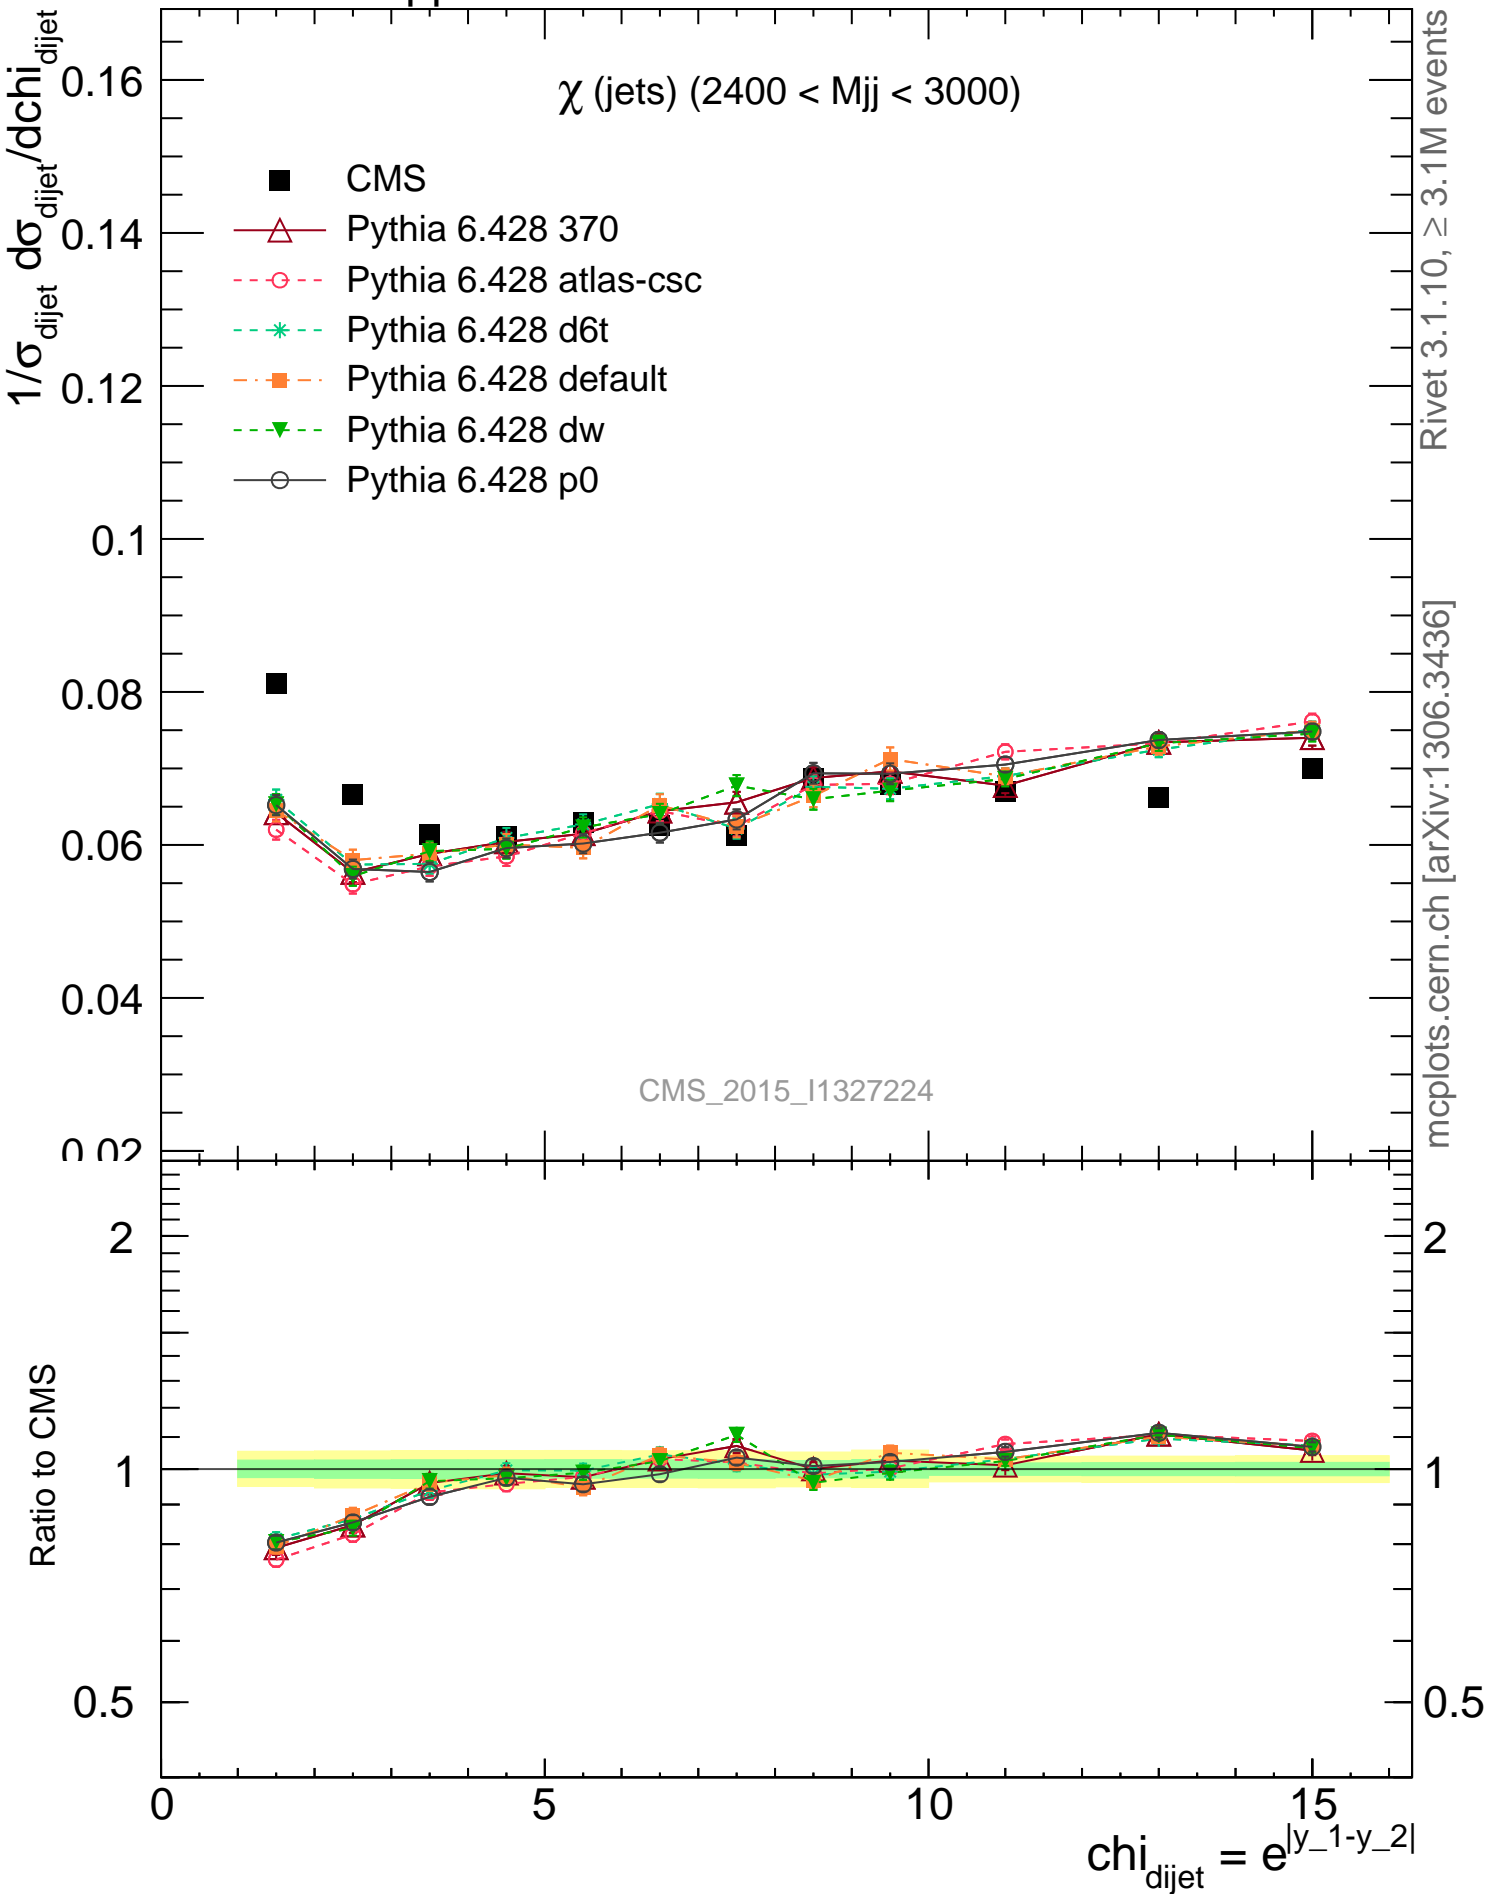 χ (jets) (2400 < Mjj < 3000)
1/σdijet dσdijet/dchidijet
CMS
Pythia 6.428 370
Pythia 6.428 atlas-csc
Pythia 6.428 d6t
Pythia 6.428 default
Pythia 6.428 dw
Pythia 6.428 p0
0.16
0.14
0.12
0.1
0.08
0.06
0.04
0.02
CMS_2015_I1327224
Rivet 3.1.10, ≥ 3.1M events
mcplots.cern.ch [arXiv:1306.3436]
Ratio to CMS
2
1
0.5
2
1
0.5
0 5 10 15
chidijet = e|y_1-y_2|